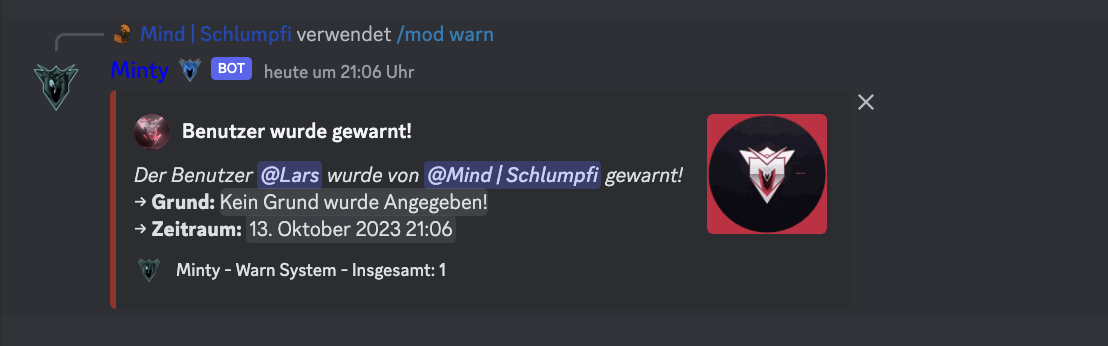 Mind | Schlumpfi verwendet /mod warn
Minty BOT heute um 21:06 Uhr
Benutzer wurde gewarnt!
Der Benutzer @Lars wurde von @Mind | Schlumpfi gewarnt!
→ Grund: Kein Grund wurde Angegeben!
→ Zeitraum: 13. Oktober 2023 21:06
Minty - Warn System - Insgesamt: 1